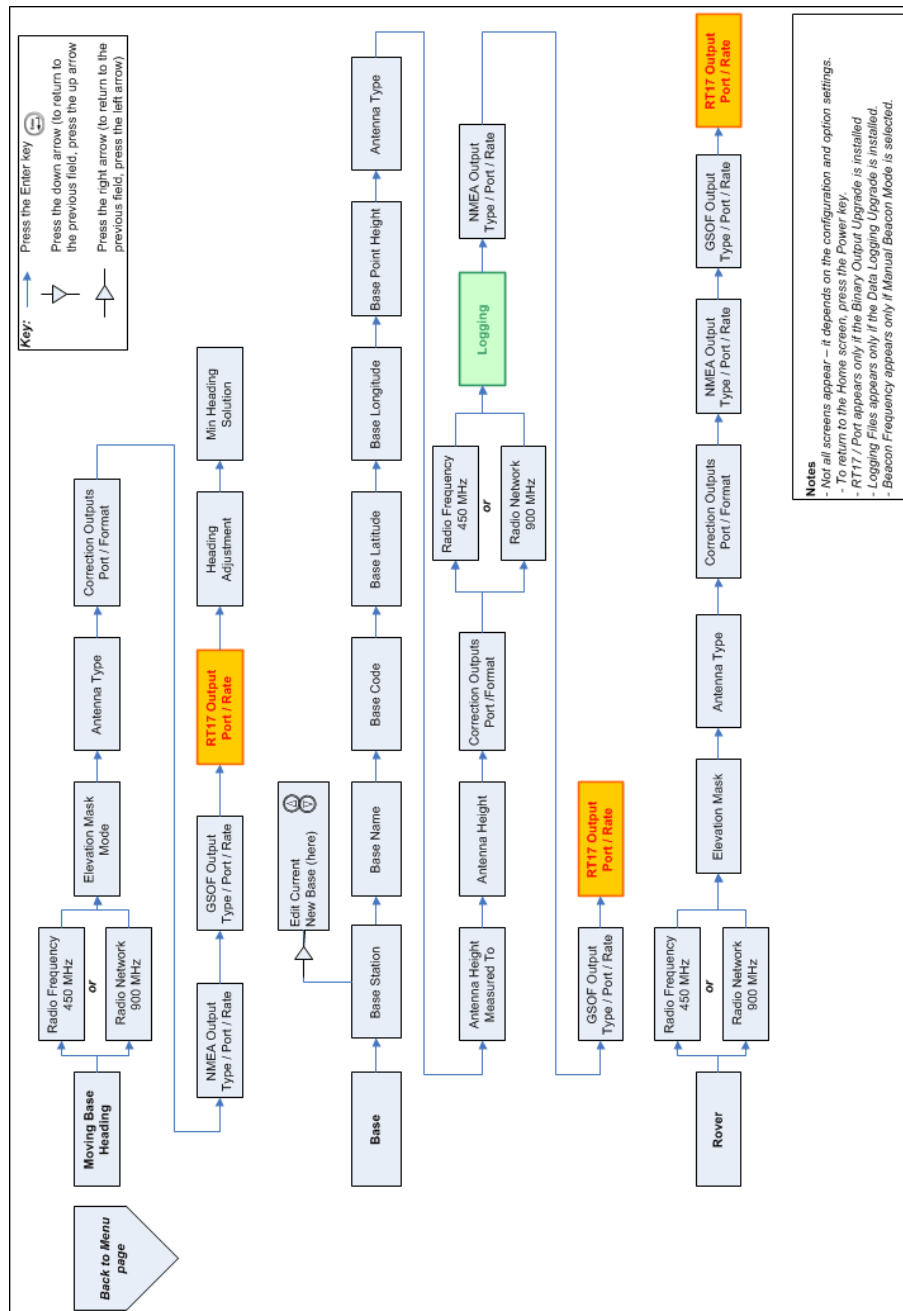 Key:
Press the Enter key
Enter
Press the down arrow (to return to
the previous field, press the up arrow
Press the right arrow (to return to the
previous field, press the left arrow)
Back to Menu
page
Moving Base
Heading
Radio Frequency
450 MHz
or
Radio Network
900 MHz
Elevation Mask
Mode
Antenna Type
Correction Outputs
Port / Format
NMEA Output
Type / Port / Rate
GSOF Output
Type / Port / Rate
RT17 Output
Port / Rate
Heading
Adjustment
Min Heading
Solution
Base
Base Station
Edit Current
New Base (here)
Base Name
Base Code
Base Latitude
Base Longitude
Base Point Height
Antenna Type
Antenna Height
Measured To
Antenna Height
Correction Outputs
Port /Format
Radio Frequency
450 MHz
or
Radio Network
900 MHz
Logging
NMEA Output
Type / Port / Rate
GSOF Output
Type / Port / Rate
RT17 Output
Port / Rate
Rover
Radio Frequency
450 MHz
or
Radio Network
900 MHz
Elevation Mask
Antenna Type
Correction Outputs
Port / Format
NMEA Output
Type / Port / Rate
GSOF Output
Type / Port / Rate
RT17 Output
Port / Rate
Notes
- Not all screens appear – it depends on the configuration and option settings.
- To return to the Home screen, press the Power key.
- RT17 / Port appears only if the Binary Output Upgrade is installed
- Logging Files appears only if the Data Logging Upgrade is installed.
- Beacon Frequency appears only if Manual Beacon Mode is selected.